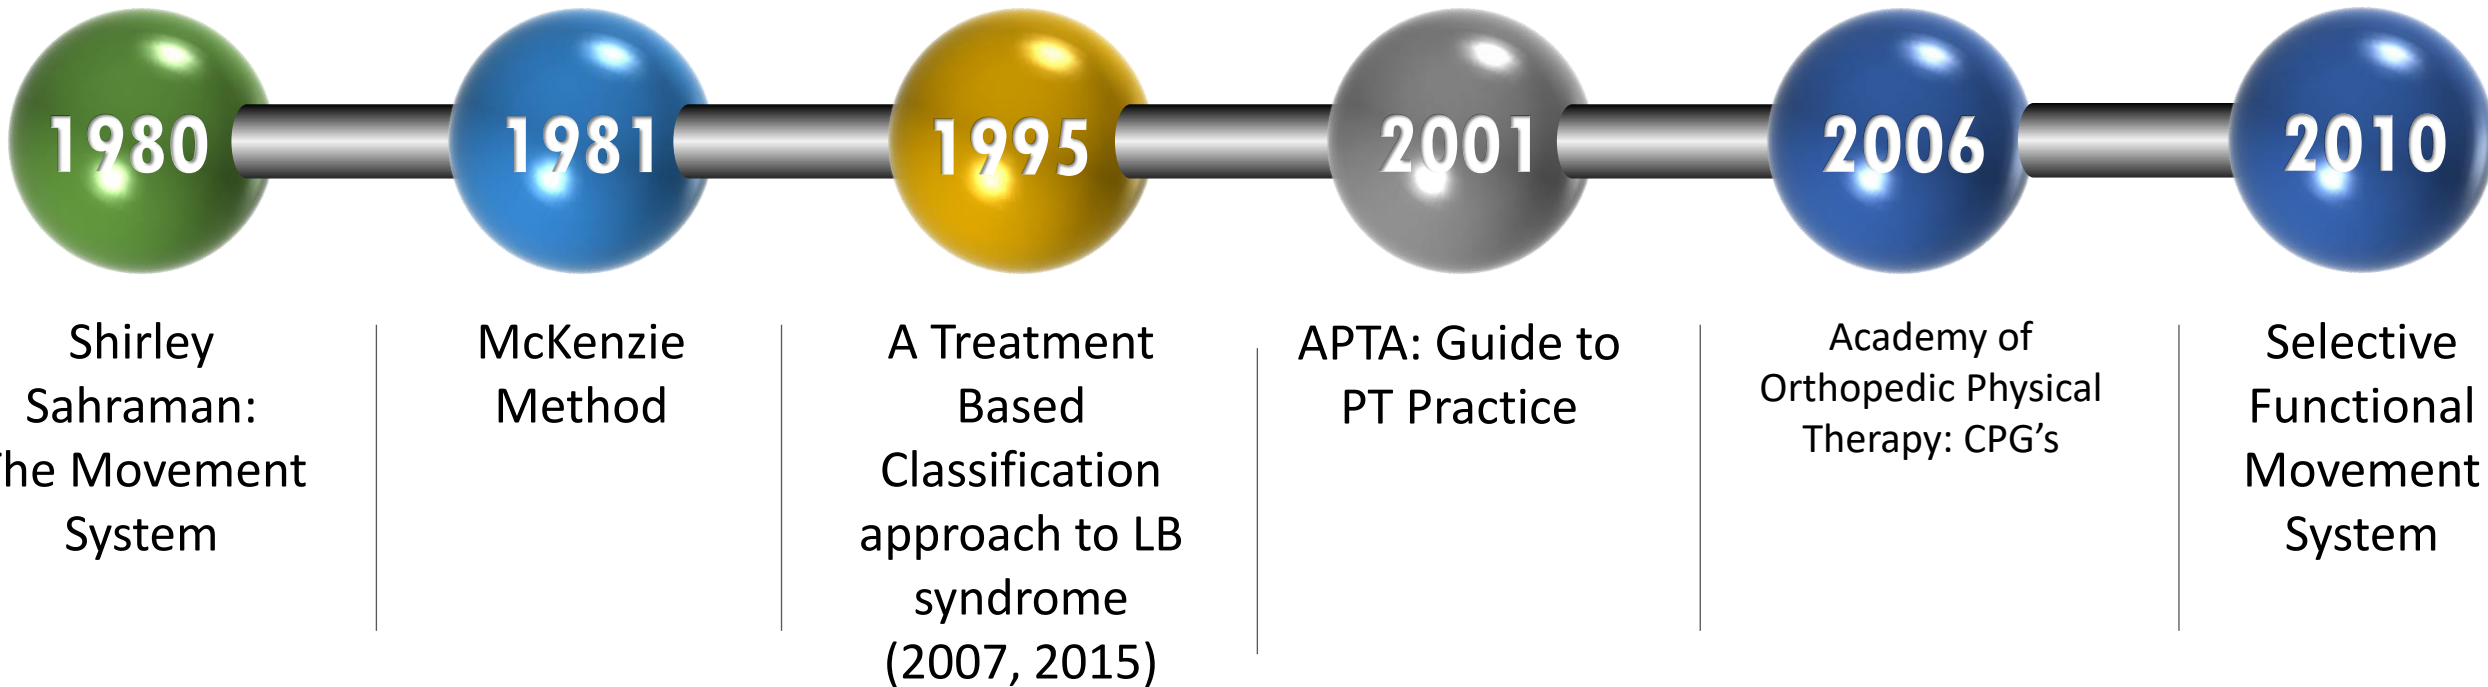 1980
1981
1995
2001
2006
2010
Shirley
Sahraman:
he Movement
System
McKenzie
Method
A Treatment
Based
Classification
approach to LB
syndrome
(2007, 2015)
APTA: Guide to
PT Practice
Academy of
Orthopedic Physical
Therapy: CPG’s
Selective
Functional
Movement
System